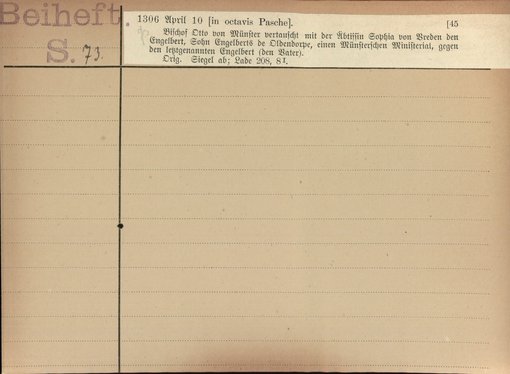 Beiheft.
S. 73.
1306 April 10 [in octavis Pasche]. [45
Bischof Otto von Münster vertauscht mit der Äbtissin Sophia von Vreden den
Engelbert, Sohn Engelberts de Oldendorpe, einen Münsterschen Ministerial, gegen
den letztgenannten Engelbert (den Vater).
Orig. Siegel ab; Lade 208, 8 I.